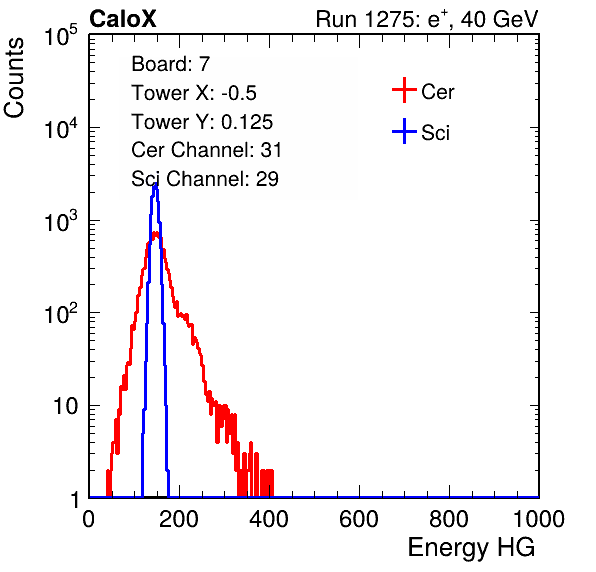 CaloX Run 1275: e⁺, 40 GeV
Counts
Board: 7
Tower X: -0.5
Tower Y: 0.125
Cer Channel: 31
Sci Channel: 29
Cer
Sci
10⁵
10⁴
10³
10²
10
1
0 200 400 600 800 1000
Energy HG